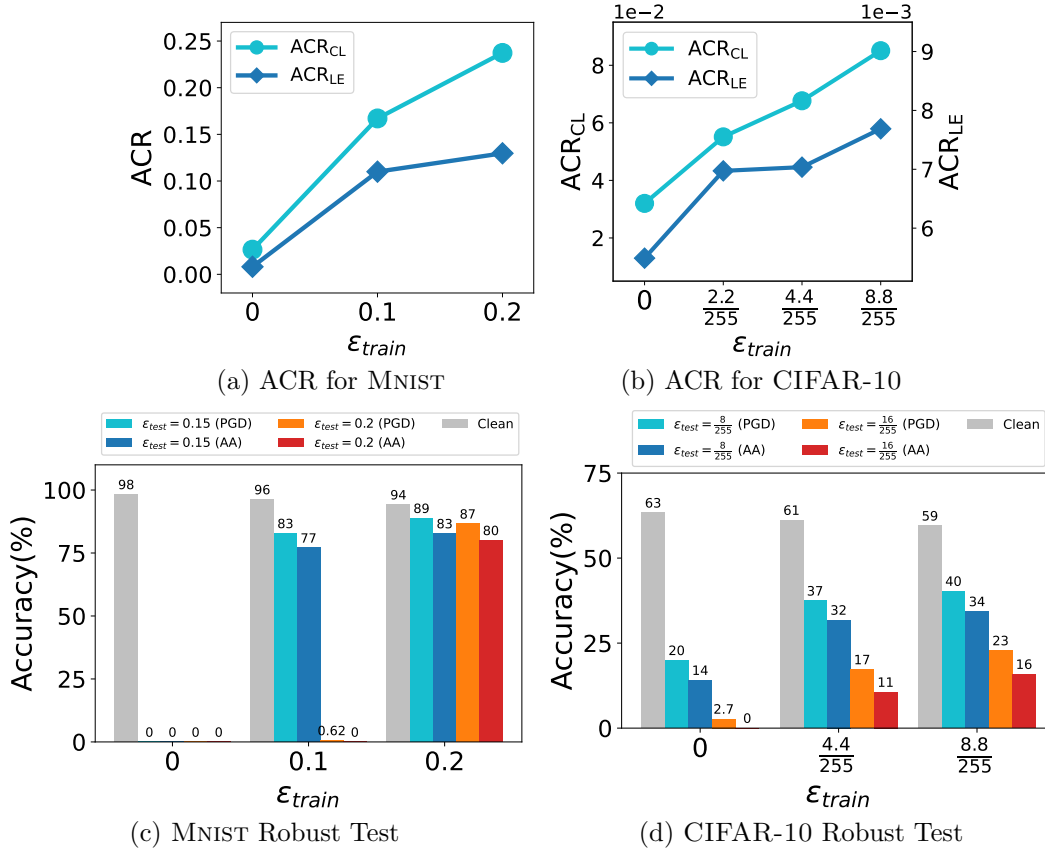 ACR
0.25
0.20
0.15
0.10
0.05
0.00
ACR_CL
ACR_LE
0 0.1 0.2
ε_train
(a) ACR for MNIST
1e−2 1e−3
ACR_CL
8
6
4
2
ACR_CL
ACR_LE
9
8
7
6
ACR_LE
0 2.2/255 4.4/255 8.8/255
ε_train
(b) ACR for CIFAR-10
ε_test = 0.15 (PGD) ε_test = 0.2 (PGD) Clean
ε_test = 0.15 (AA) ε_test = 0.2 (AA)
Accuracy(%)
100
75
50
25
0
98 0 0 0 0
96 83 77 0.62 0
94 89 83 87 80
0 0.1 0.2
ε_train
(c) MNIST Robust Test
ε_test = 8/255 (PGD) ε_test = 16/255 (PGD) Clean
ε_test = 8/255 (AA) ε_test = 16/255 (AA)
Accuracy(%)
75
50
25
0
63 20 14 2.7 0
61 37 32 17 11
59 40 34 23 16
0 4.4/255 8.8/255
ε_train
(d) CIFAR-10 Robust Test